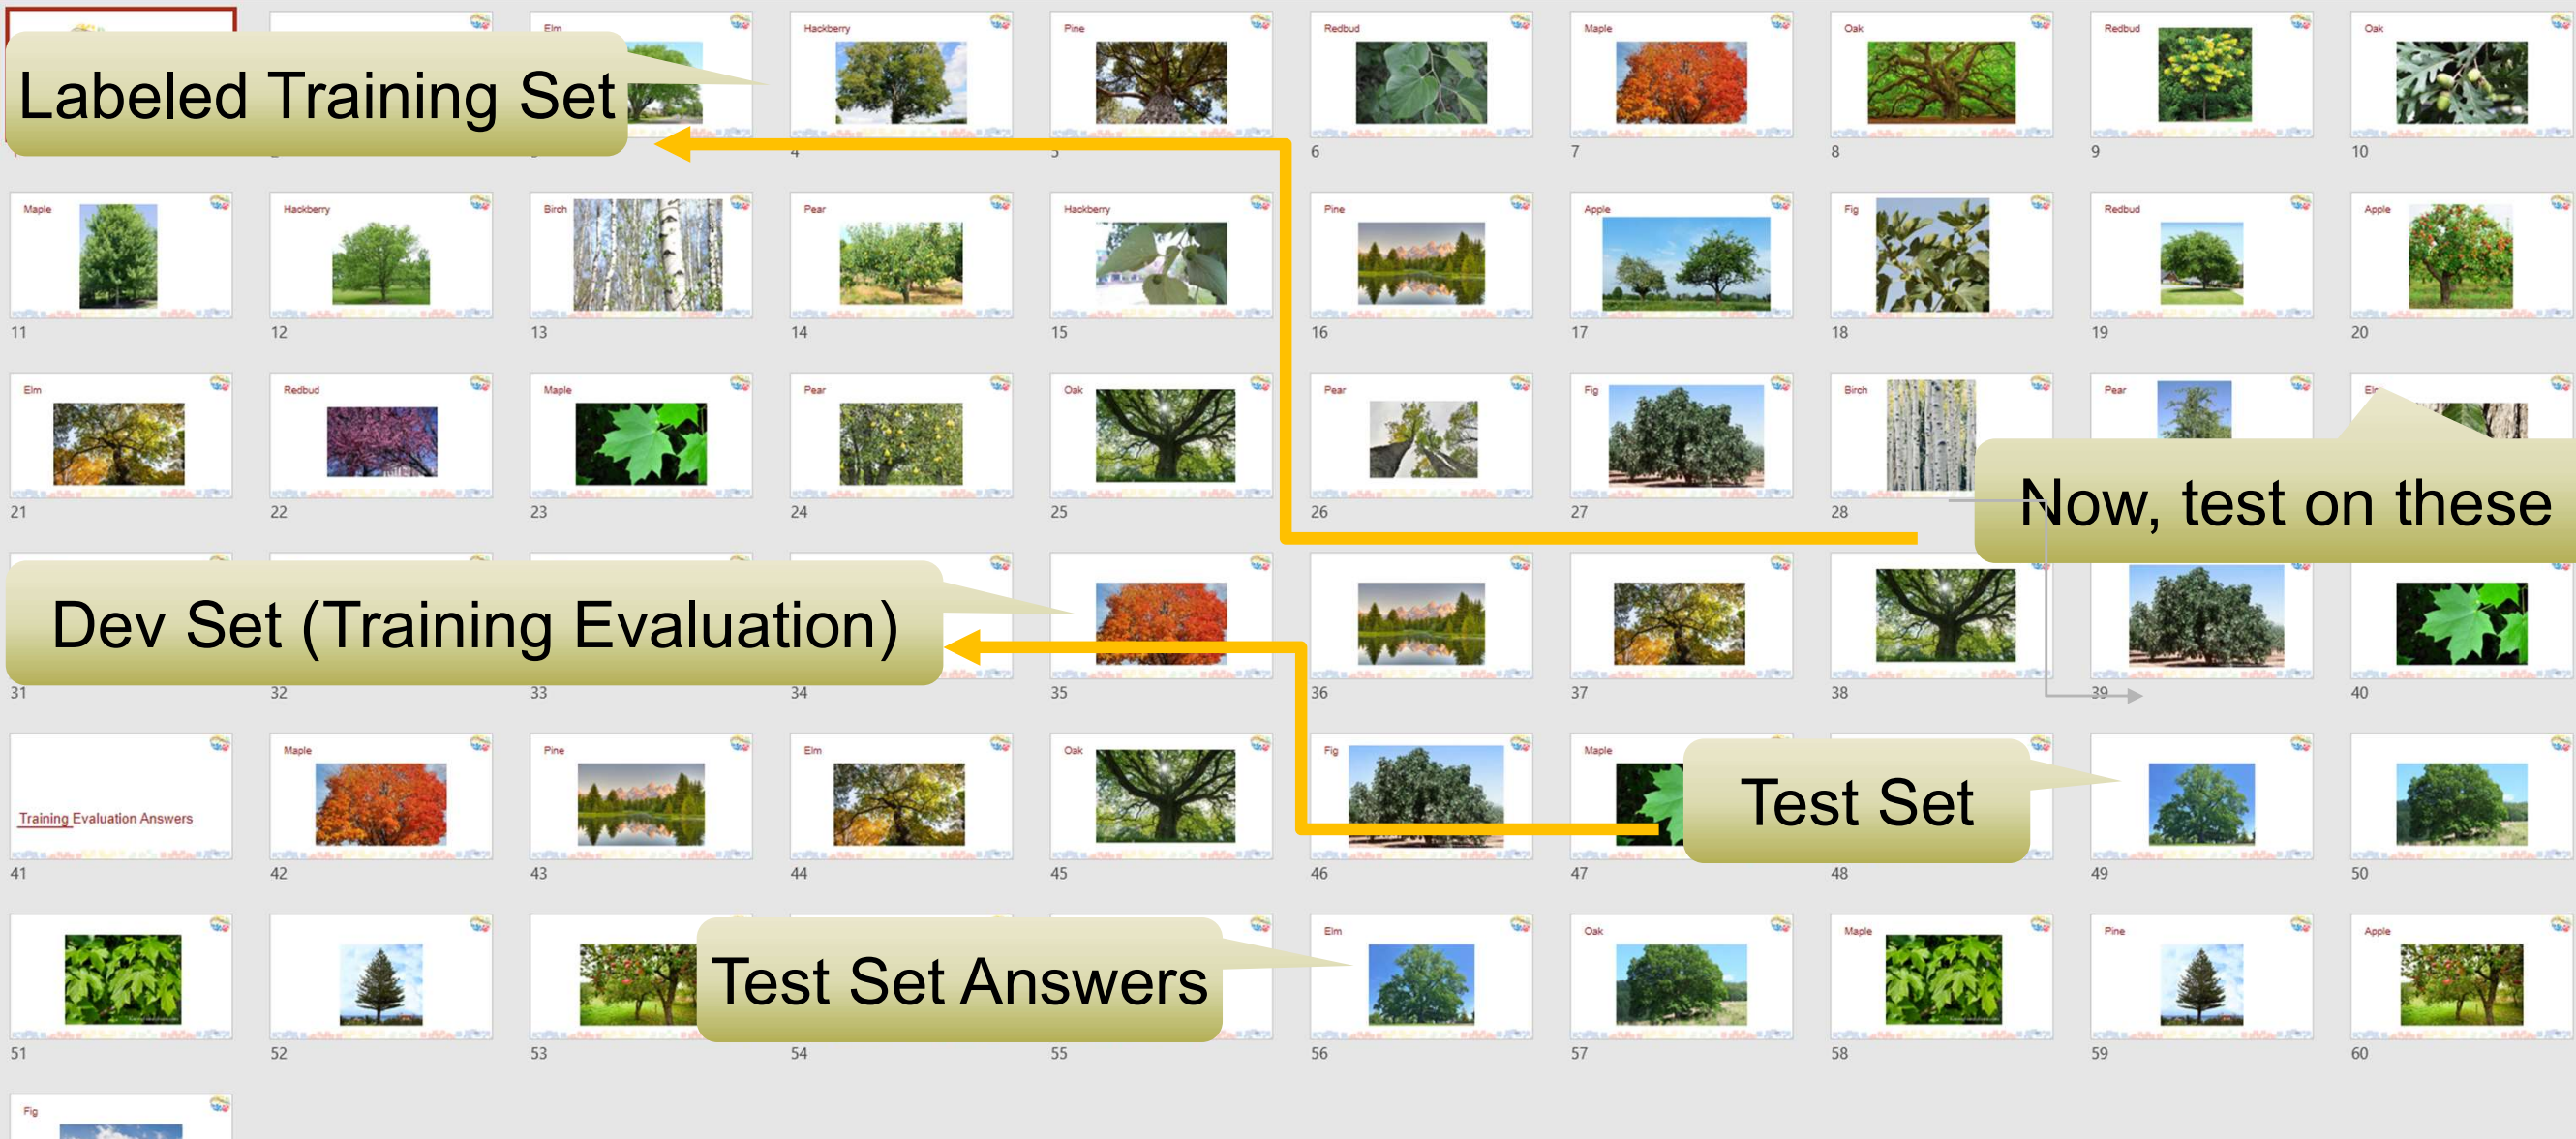 Elm
Hackberry
Pine
Redbud
Maple
Oak
Redbud
Oak
Labeled Training Set
4
5
6
7
8
9
10
Maple
Hackberry
Birch
Pear
Hackberry
Pine
Apple
Fig
Redbud
Apple
11
12
13
14
15
16
17
18
19
20
Elm
Redbud
Maple
Pear
Oak
Pear
Fig
Birch
Pear
Now, test on these
21
22
23
24
25
26
27
28
Dev Set (Training Evaluation)
31
32
33
34
35
36
37
38
39
40
Maple
Pine
Elm
Oak
Fig
Maple
Test Set
Training Evaluation Answers
41
42
43
44
45
46
47
48
49
50
Elm
Oak
Maple
Pine
Apple
Test Set Answers
51
52
53
54
55
56
57
58
59
60
Fig